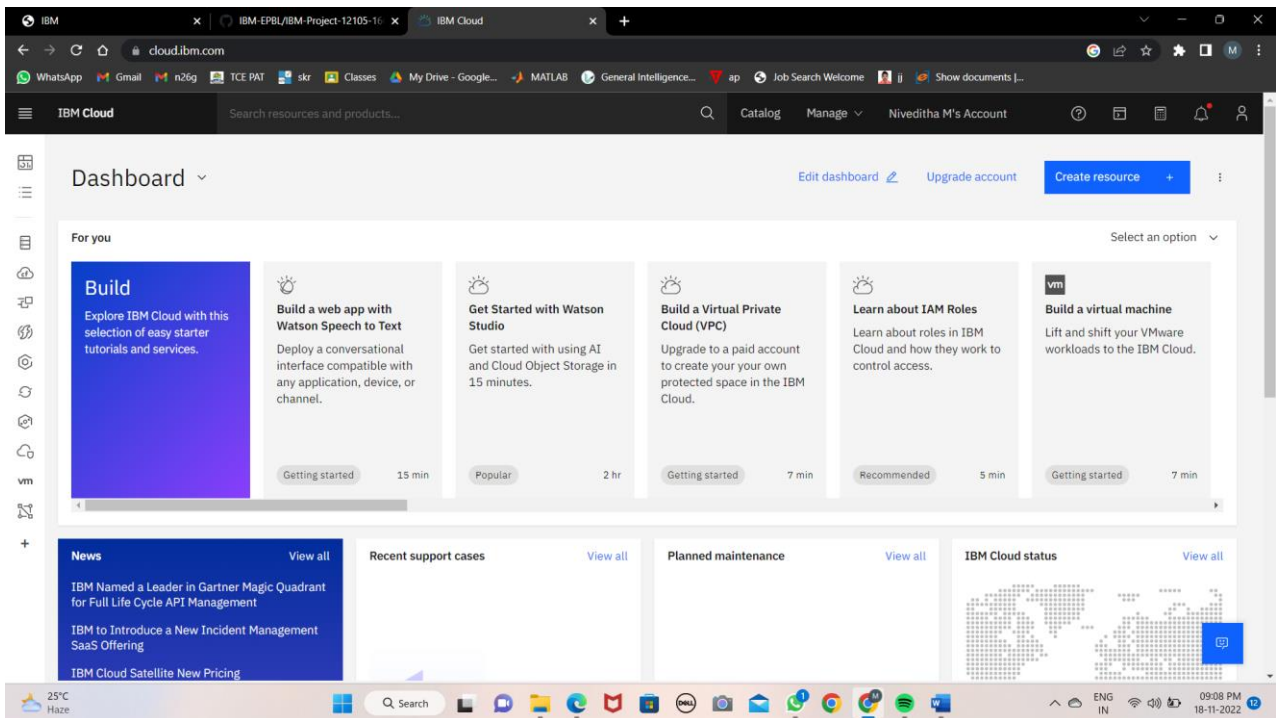 IBM
IBM-EPBL/IBM-Project-12105-16
IBM Cloud
cloud.ibm.com
M
WhatsApp
Gmail
n26g
TCE PAT
skr
Classes
My Drive - Google...
MATLAB
General Intelligence...
ap
Job Search Welcome
jj
Show documents |...
IBM Cloud
Search resources and products...
Catalog
Manage
Niveditha M's Account
Dashboard
Edit dashboard
Upgrade account
Create resource +
For you
Select an option
Build
Explore IBM Cloud with this
selection of easy starter
tutorials and services.
Build a web app with
Watson Speech to Text
Deploy a conversational
interface compatible with
any application, device, or
channel.
Getting started 15 min
Get Started with Watson
Studio
Get started with using AI
and Cloud Object Storage in
15 minutes.
Popular 2 hr
Build a Virtual Private
Cloud (VPC)
Upgrade to a paid account
to create your your own
protected space in the IBM
Cloud.
Getting started 7 min
Learn about IAM Roles
Learn about roles in IBM
Cloud and how they work to
control access.
Recommended 5 min
vm
Build a virtual machine
Lift and shift your VMware
workloads to the IBM Cloud.
Getting started 7 min
vm
News View all
IBM Named a Leader in Gartner Magic Quadrant
for Full Life Cycle API Management
IBM to Introduce a New Incident Management
SaaS Offering
IBM Cloud Satellite New Pricing
Recent support cases View all
Planned maintenance View all
IBM Cloud status View all
25°C
Haze
Search
DELL
ENG
IN
09:08 PM
18-11-2022
12